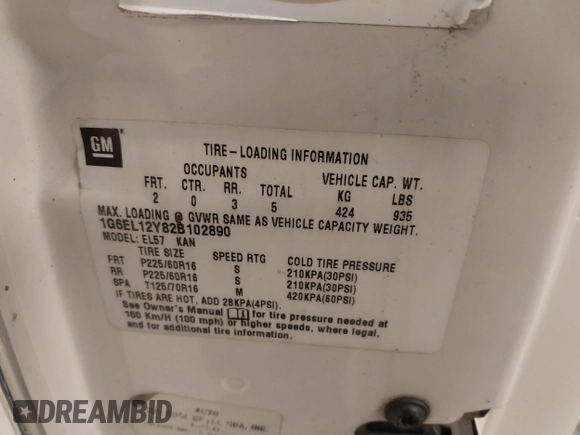 GM
TIRE-LOADING INFORMATION
OCCUPANTS VEHICLE CAP. WT.
FRT. CTR. RR. TOTAL KG LBS
2 0 3 5 424 935
MAX. LOADING @ GVWR SAME AS VEHICLE CAPACITY WEIGHT.
1G6EL12Y82B102890
MODEL: EL57 KAN
TIRE SIZE SPEED RTG COLD TIRE PRESSURE
FRT P225/60R16 S 210KPA(30PSI)
RR P225/60R16 S 210KPA(30PSI)
SPA T125/70R16 M 420KPA(60PSI)
IF TIRES ARE HOT, ADD 28KPA(4PSI).
See Owner's Manual for tire pressure needed at
160 Km/H (100 mph) or higher speeds, where legal,
and for additional tire information.
AUTO
INC.
DREAMBID